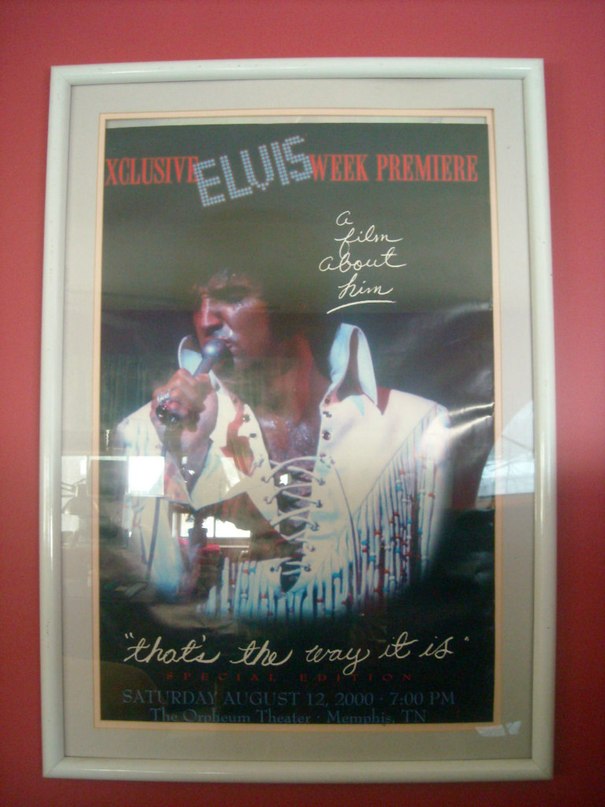 XCLUSIVE ELVIS WEEK PREMIERE
a
film
about
him
"that's the way it is"
SPECIAL EDITION
SATURDAY AUGUST 12, 2000 · 7:00 PM
The Orpheum Theater · Memphis, TN